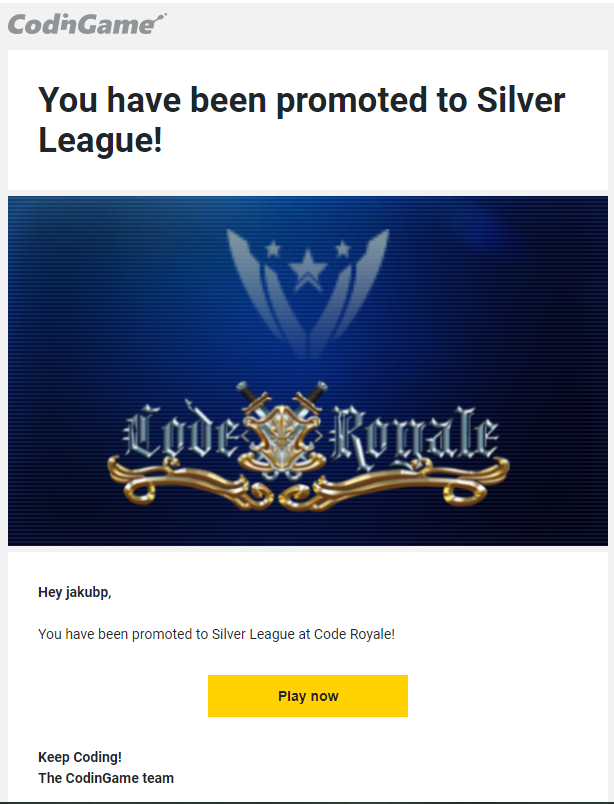 CodinGame
You have been promoted to Silver
League!
Code Royale
Hey jakubp,
You have been promoted to Silver League at Code Royale!
Play now
Keep Coding!
The CodinGame team